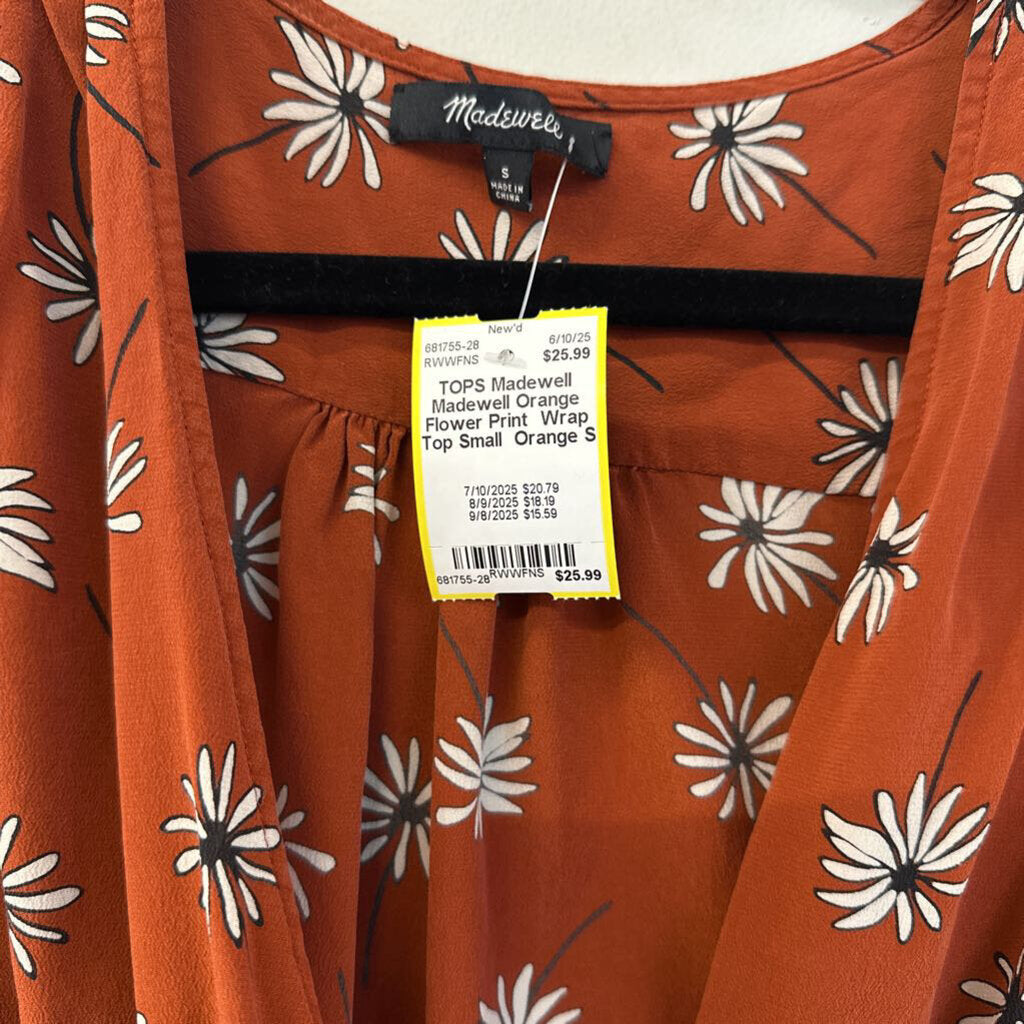 Madewell
S
MADE IN
CHINA
New'd
681755-28 6/10/25
RWWFNS $25.99
TOPS Madewell
Madewell Orange
Flower Print Wrap
Top Small Orange S
7/10/2025 $20.79
8/9/2025 $18.19
9/8/2025 $15.59
681755-28 RWWFNS $25.99